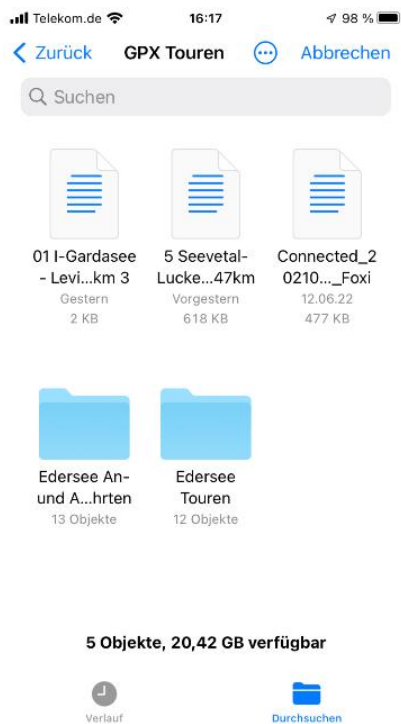 Telekom.de 16:17 98 %
Zurück GPX Touren Abbrechen
Suchen
01 I-Gardasee
- Levi...km 3
Gestern
2 KB
5 Seevetal-
Lucke...47km
Vorgestern
618 KB
Connected_2
0210..._Foxi
12.06.22
477 KB
Edersee An-
und A...hrten
13 Objekte
Edersee
Touren
12 Objekte
5 Objekte, 20,42 GB verfügbar
Verlauf
Durchsuchen